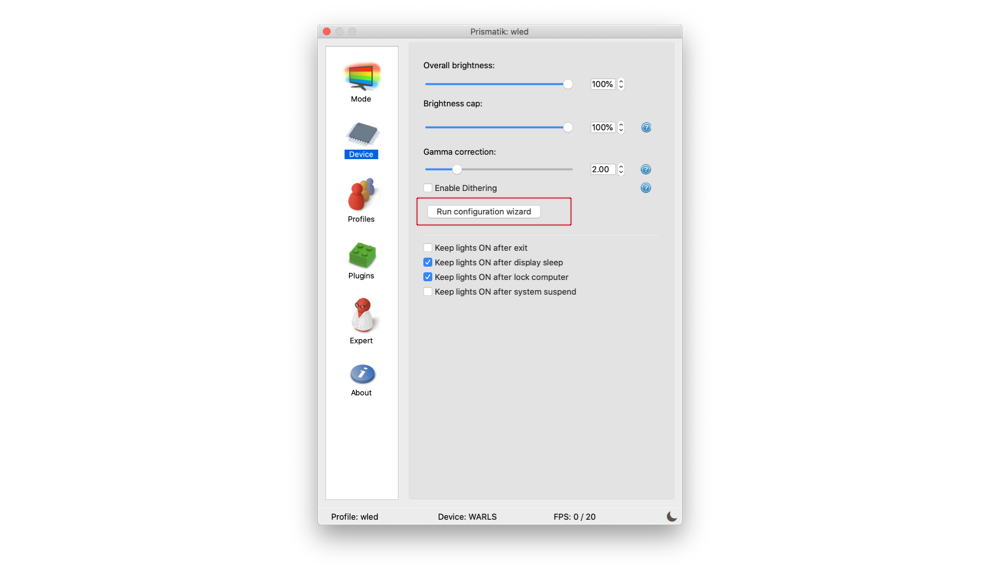 Prismatik: wled
Mode
Device
Profiles
Plugins
Expert
About
Overall brightness:
100%
Brightness cap:
100%
?
Gamma correction:
2.00
?
Enable Dithering
?
Run configuration wizard
Keep lights ON after exit
Keep lights ON after display sleep
Keep lights ON after lock computer
Keep lights ON after system suspend
Profile: wled
Device: WARLS
FPS: 0 / 20